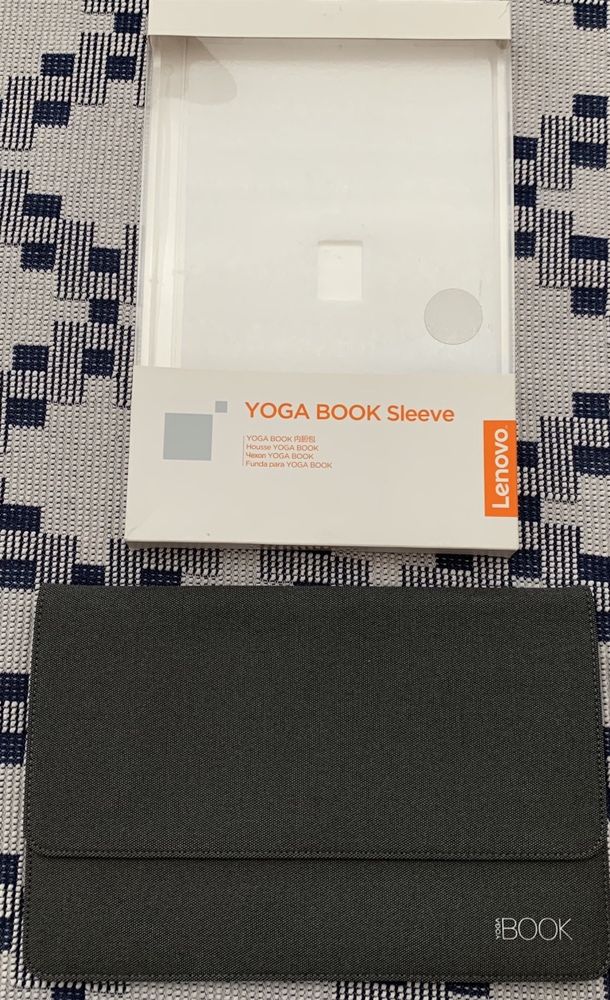 YOGA BOOK Sleeve
YOGA BOOK 内胆包
Housse YOGA BOOK
Чехол YOGA BOOK
Funda para YOGA BOOK
Lenovo
YOGA BOOK